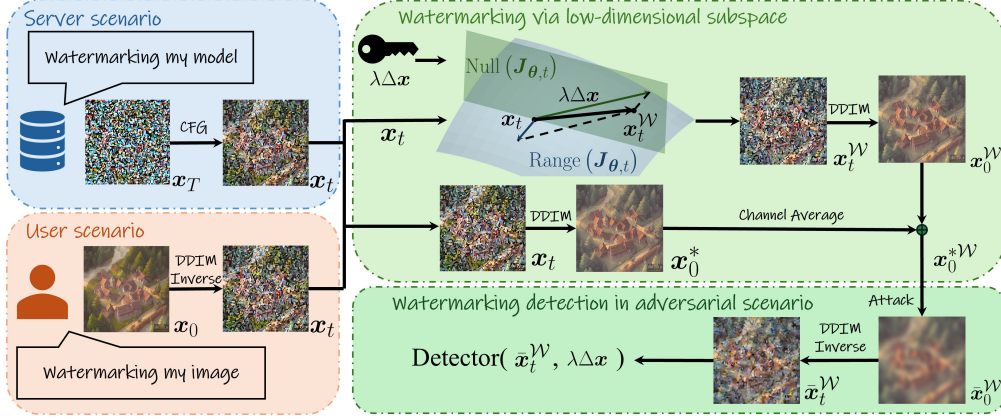 Server scenario
Watermarking my model
CFG
x_T
x_t
User scenario
DDIM
Inverse
x_0
x_t
Watermarking my image
Watermarking via low-dimensional subspace
λΔx
x_t
Null (J_{θ,t})
λΔx
x_t
x_t^W
Range (J_{θ,t})
DDIM
x_t^W
x_0^W
DDIM
x_t
x_0^*
Channel Average
x_0^{*W}
Watermarking detection in adversarial scenario
Attack
DDIM
Inverse
Detector( x̄_t^W, λΔx )
x̄_t^W
x̄_0^W